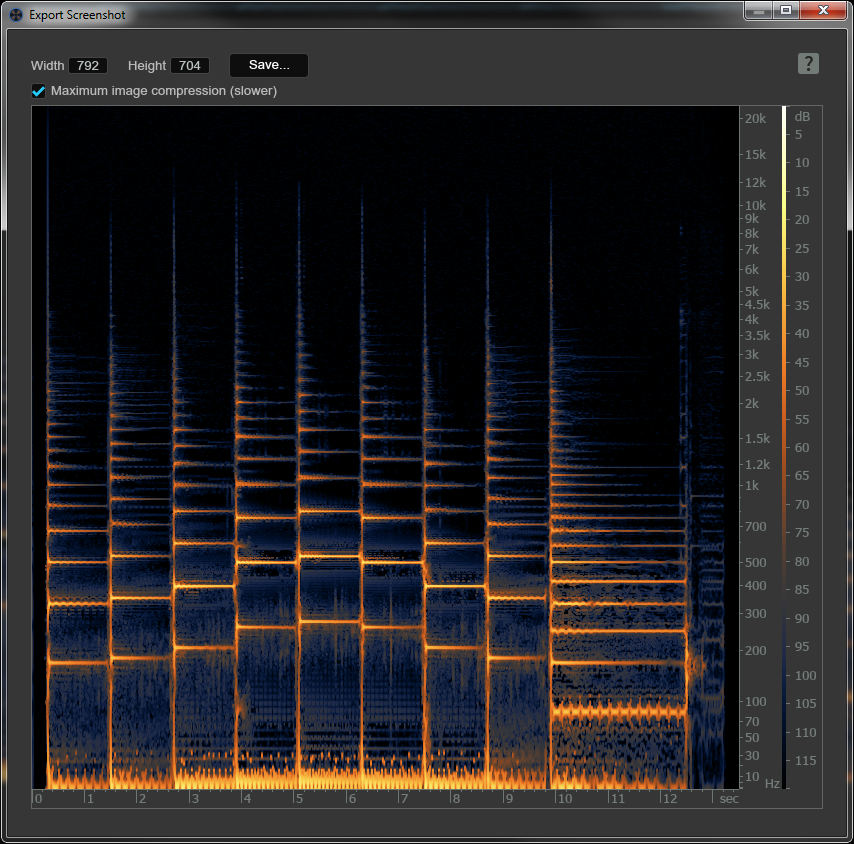 Export Screenshot
Width 792 Height 704 Save... ?
Maximum image compression (slower)
20k
15k
12k
10k
9k
8k
7k
6k
5k
4.5k
4k
3.5k
3k
2.5k
2k
1.5k
1.2k
1k
700
500
400
300
200
100
70
50
30
10
Hz
dB
5
10
15
20
25
30
35
40
45
50
55
60
65
70
75
80
85
90
95
100
105
110
115
0 1 2 3 4 5 6 7 8 9 10 11 12 sec